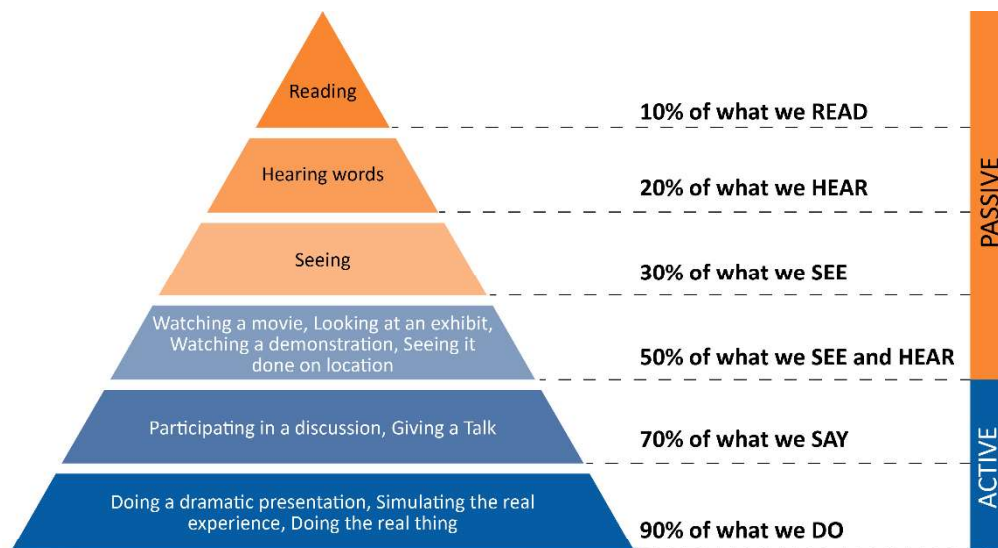 Reading
10% of what we READ
Hearing words
20% of what we HEAR
Seeing
30% of what we SEE
Watching a movie, Looking at an exhibit,
Watching a demonstration, Seeing it
done on location
50% of what we SEE and HEAR
Participating in a discussion, Giving a Talk
70% of what we SAY
Doing a dramatic presentation, Simulating the real
experience, Doing the real thing
90% of what we DO
PASSIVE
ACTIVE